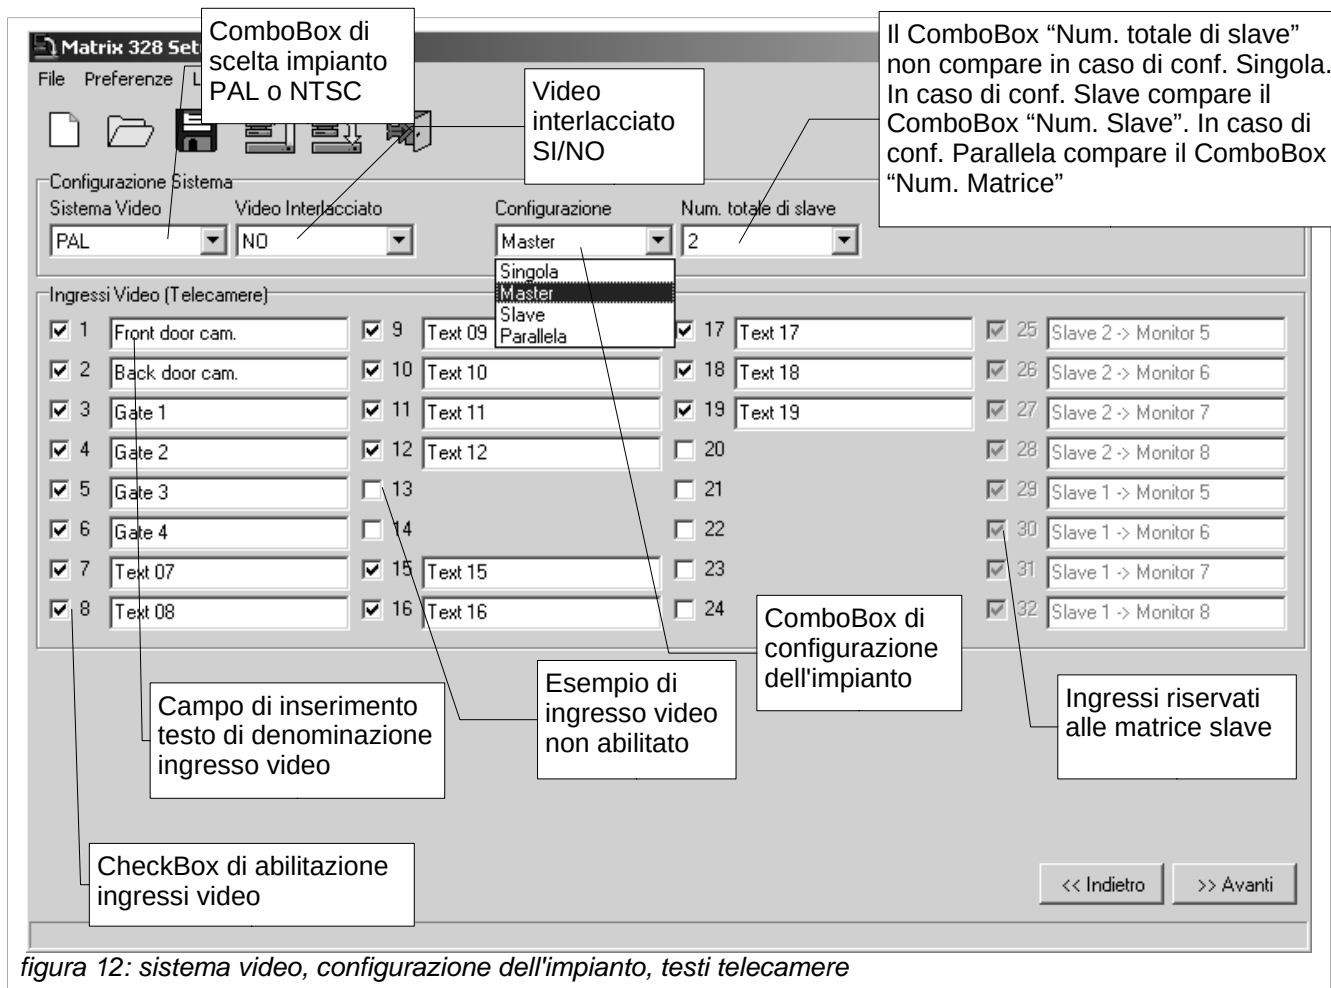 Matrix 328 Set
File Preferenze L
ComboBox di
scelta impianto
PAL o NTSC
Video
interlacciato
SI/NO
Il ComboBox “Num. totale di slave”
non compare in caso di conf. Singola.
In caso di conf. Slave compare il
ComboBox “Num. Slave”. In caso di
conf. Parallela compare il ComboBox
“Num. Matrice”
Configurazione Sistema
Sistema Video Video Interlacciato Configurazione Num. totale di slave
PAL NO Master 2
Singola
Master
Slave
Parallela
Ingressi Video (Telecamere)
1 Front door cam. 9 Text 09 17 Text 17 25 Slave 2 -> Monitor 5
2 Back door cam. 10 Text 10 18 Text 18 26 Slave 2 -> Monitor 6
3 Gate 1 11 Text 11 19 Text 19 27 Slave 2 -> Monitor 7
4 Gate 2 12 Text 12 20 28 Slave 2 -> Monitor 8
5 Gate 3 13 21 29 Slave 1 -> Monitor 5
6 Gate 4 14 22 30 Slave 1 -> Monitor 6
7 Text 07 15 Text 15 23 31 Slave 1 -> Monitor 7
8 Text 08 16 Text 16 24 32 Slave 1 -> Monitor 8
ComboBox di
configurazione
dell'impianto
Esempio di
ingresso video
non abilitato
Ingressi riservati
alle matrice slave
Campo di inserimento
testo di denominazione
ingresso video
CheckBox di abilitazione
ingressi video
<< Indietro >> Avanti
figura 12: sistema video, configurazione dell'impianto, testi telecamere